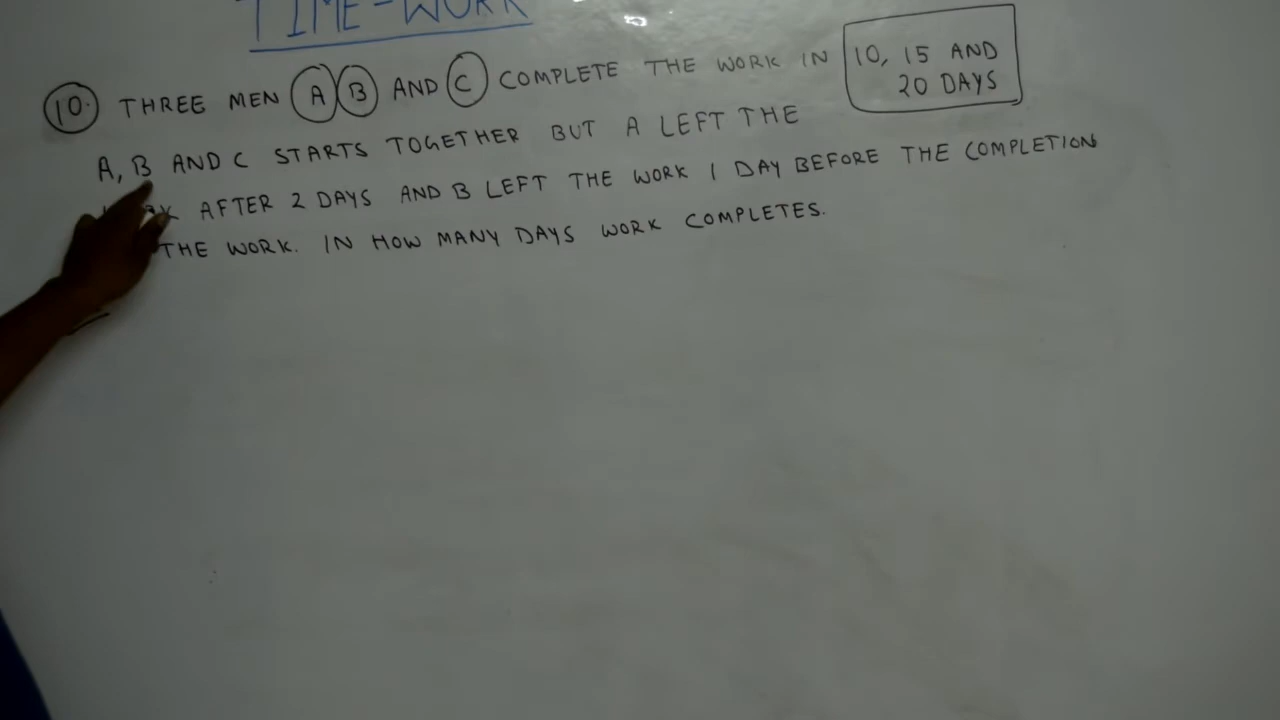 TIME-WORK
10. THREE MEN A B AND C COMPLETE THE WORK IN 10, 15 AND
20 DAYS
A, B AND C STARTS TOGETHER BUT A LEFT THE
AFTER 2 DAYS AND B LEFT THE WORK 1 DAY BEFORE THE COMPLETION
THE WORK. IN HOW MANY DAYS WORK COMPLETES.